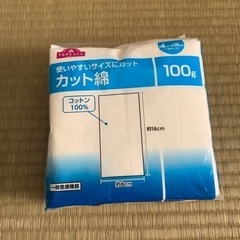 TOPVALU
使いやすいサイズにカット
カット綿
100g
コットン
100%
約16cm
約8cm
一般医療機器